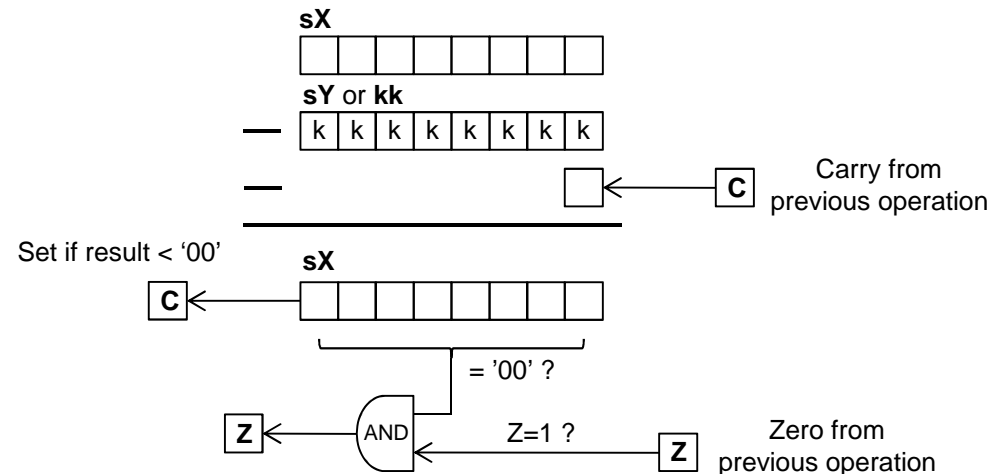 sX
sY or kk
k k k k k k k k
C
Carry from
previous operation
Set if result < ‘00’
sX
C
= '00' ?
Z
AND
Z=1 ?
Z
Zero from
previous operation